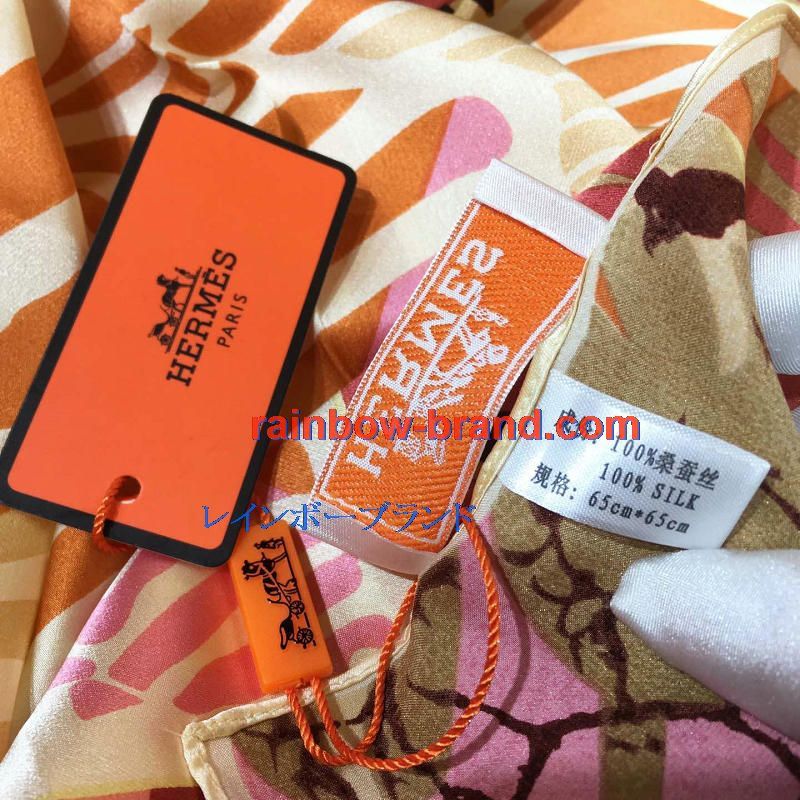 HERMES
PARIS
HERMES
rainbow-brand.com
レインボーブランド
100%桑蚕丝
100% SILK
规格: 65cm*65cm